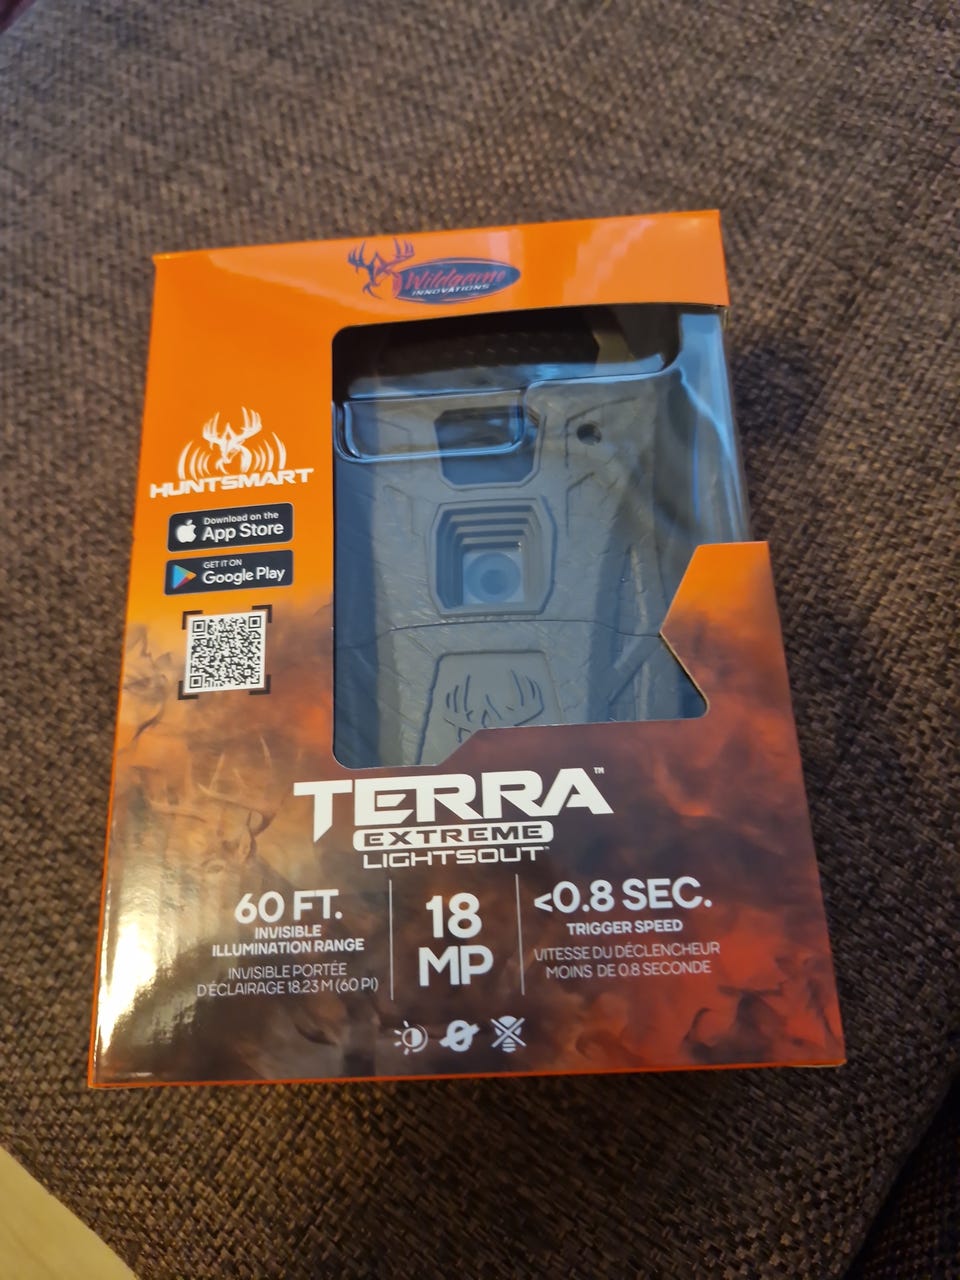 Wildgame
INNOVATIONS
HUNTSMART
Download on the
App Store
GET IT ON
Google Play
TERRA™
EXTREME
LIGHTSOUT™
60 FT.
INVISIBLE
ILLUMINATION RANGE
INVISIBLE PORTÉE
D'ÉCLAIRAGE 18.23 M (60 PI)
18
MP
<0.8 SEC.
TRIGGER SPEED
VITESSE DU DÉCLENCHEUR
MOINS DE 0.8 SECONDE